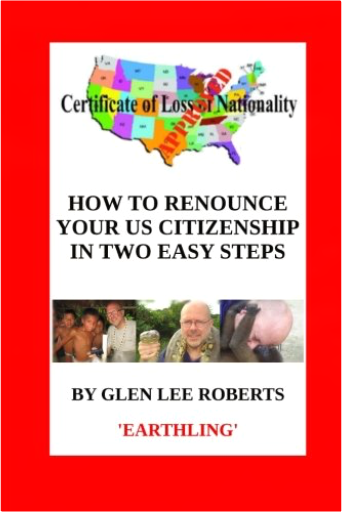 Certificate of Loss of Nationality
APPROVED
HOW TO RENOUNCE
YOUR US CITIZENSHIP
IN TWO EASY STEPS
BY GLEN LEE ROBERTS
'EARTHLING'